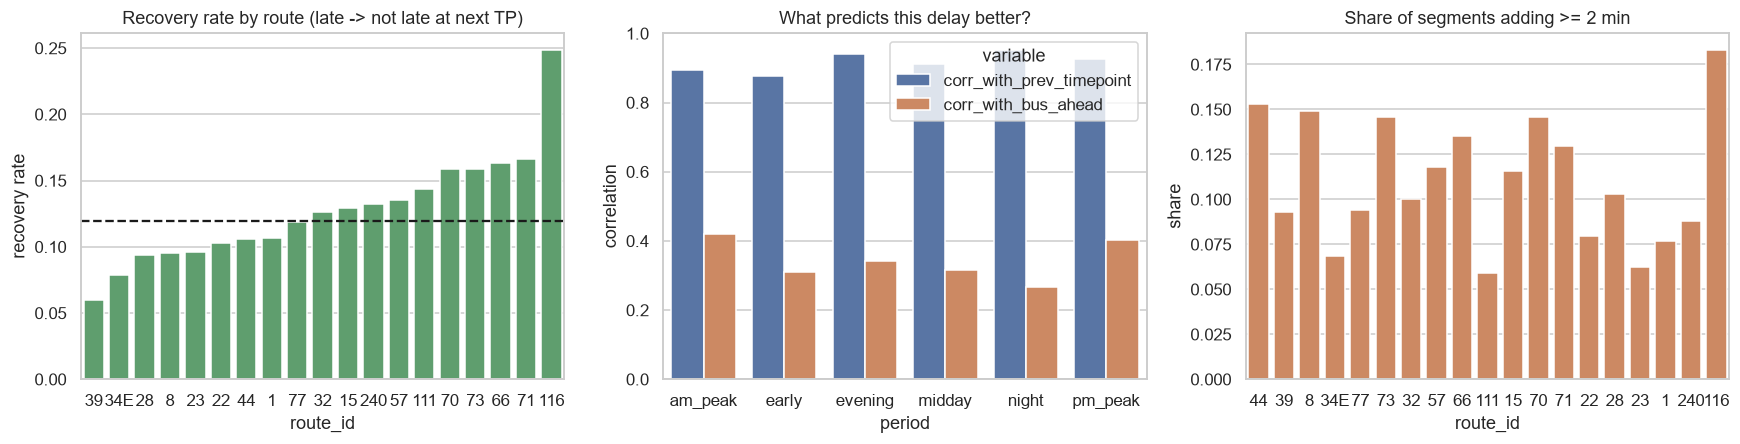 Recovery rate by route (late -> not late at next TP)
recovery rate
0.25
0.20
0.15
0.10
0.05
0.00
39 34E 28 8 23 22 44 1 77 32 15 240 57 111 70 73 66 71 116
route_id
What predicts this delay better?
correlation
1.0
0.8
0.6
0.4
0.2
0.0
variable
corr_with_prev_timepoint
corr_with_bus_ahead
am_peak early evening midday night pm_peak
period
Share of segments adding >= 2 min
share
0.175
0.150
0.125
0.100
0.075
0.050
0.025
0.000
44 39 8 34E 77 73 32 57 66 111 15 70 71 22 28 23 1 240 116
route_id